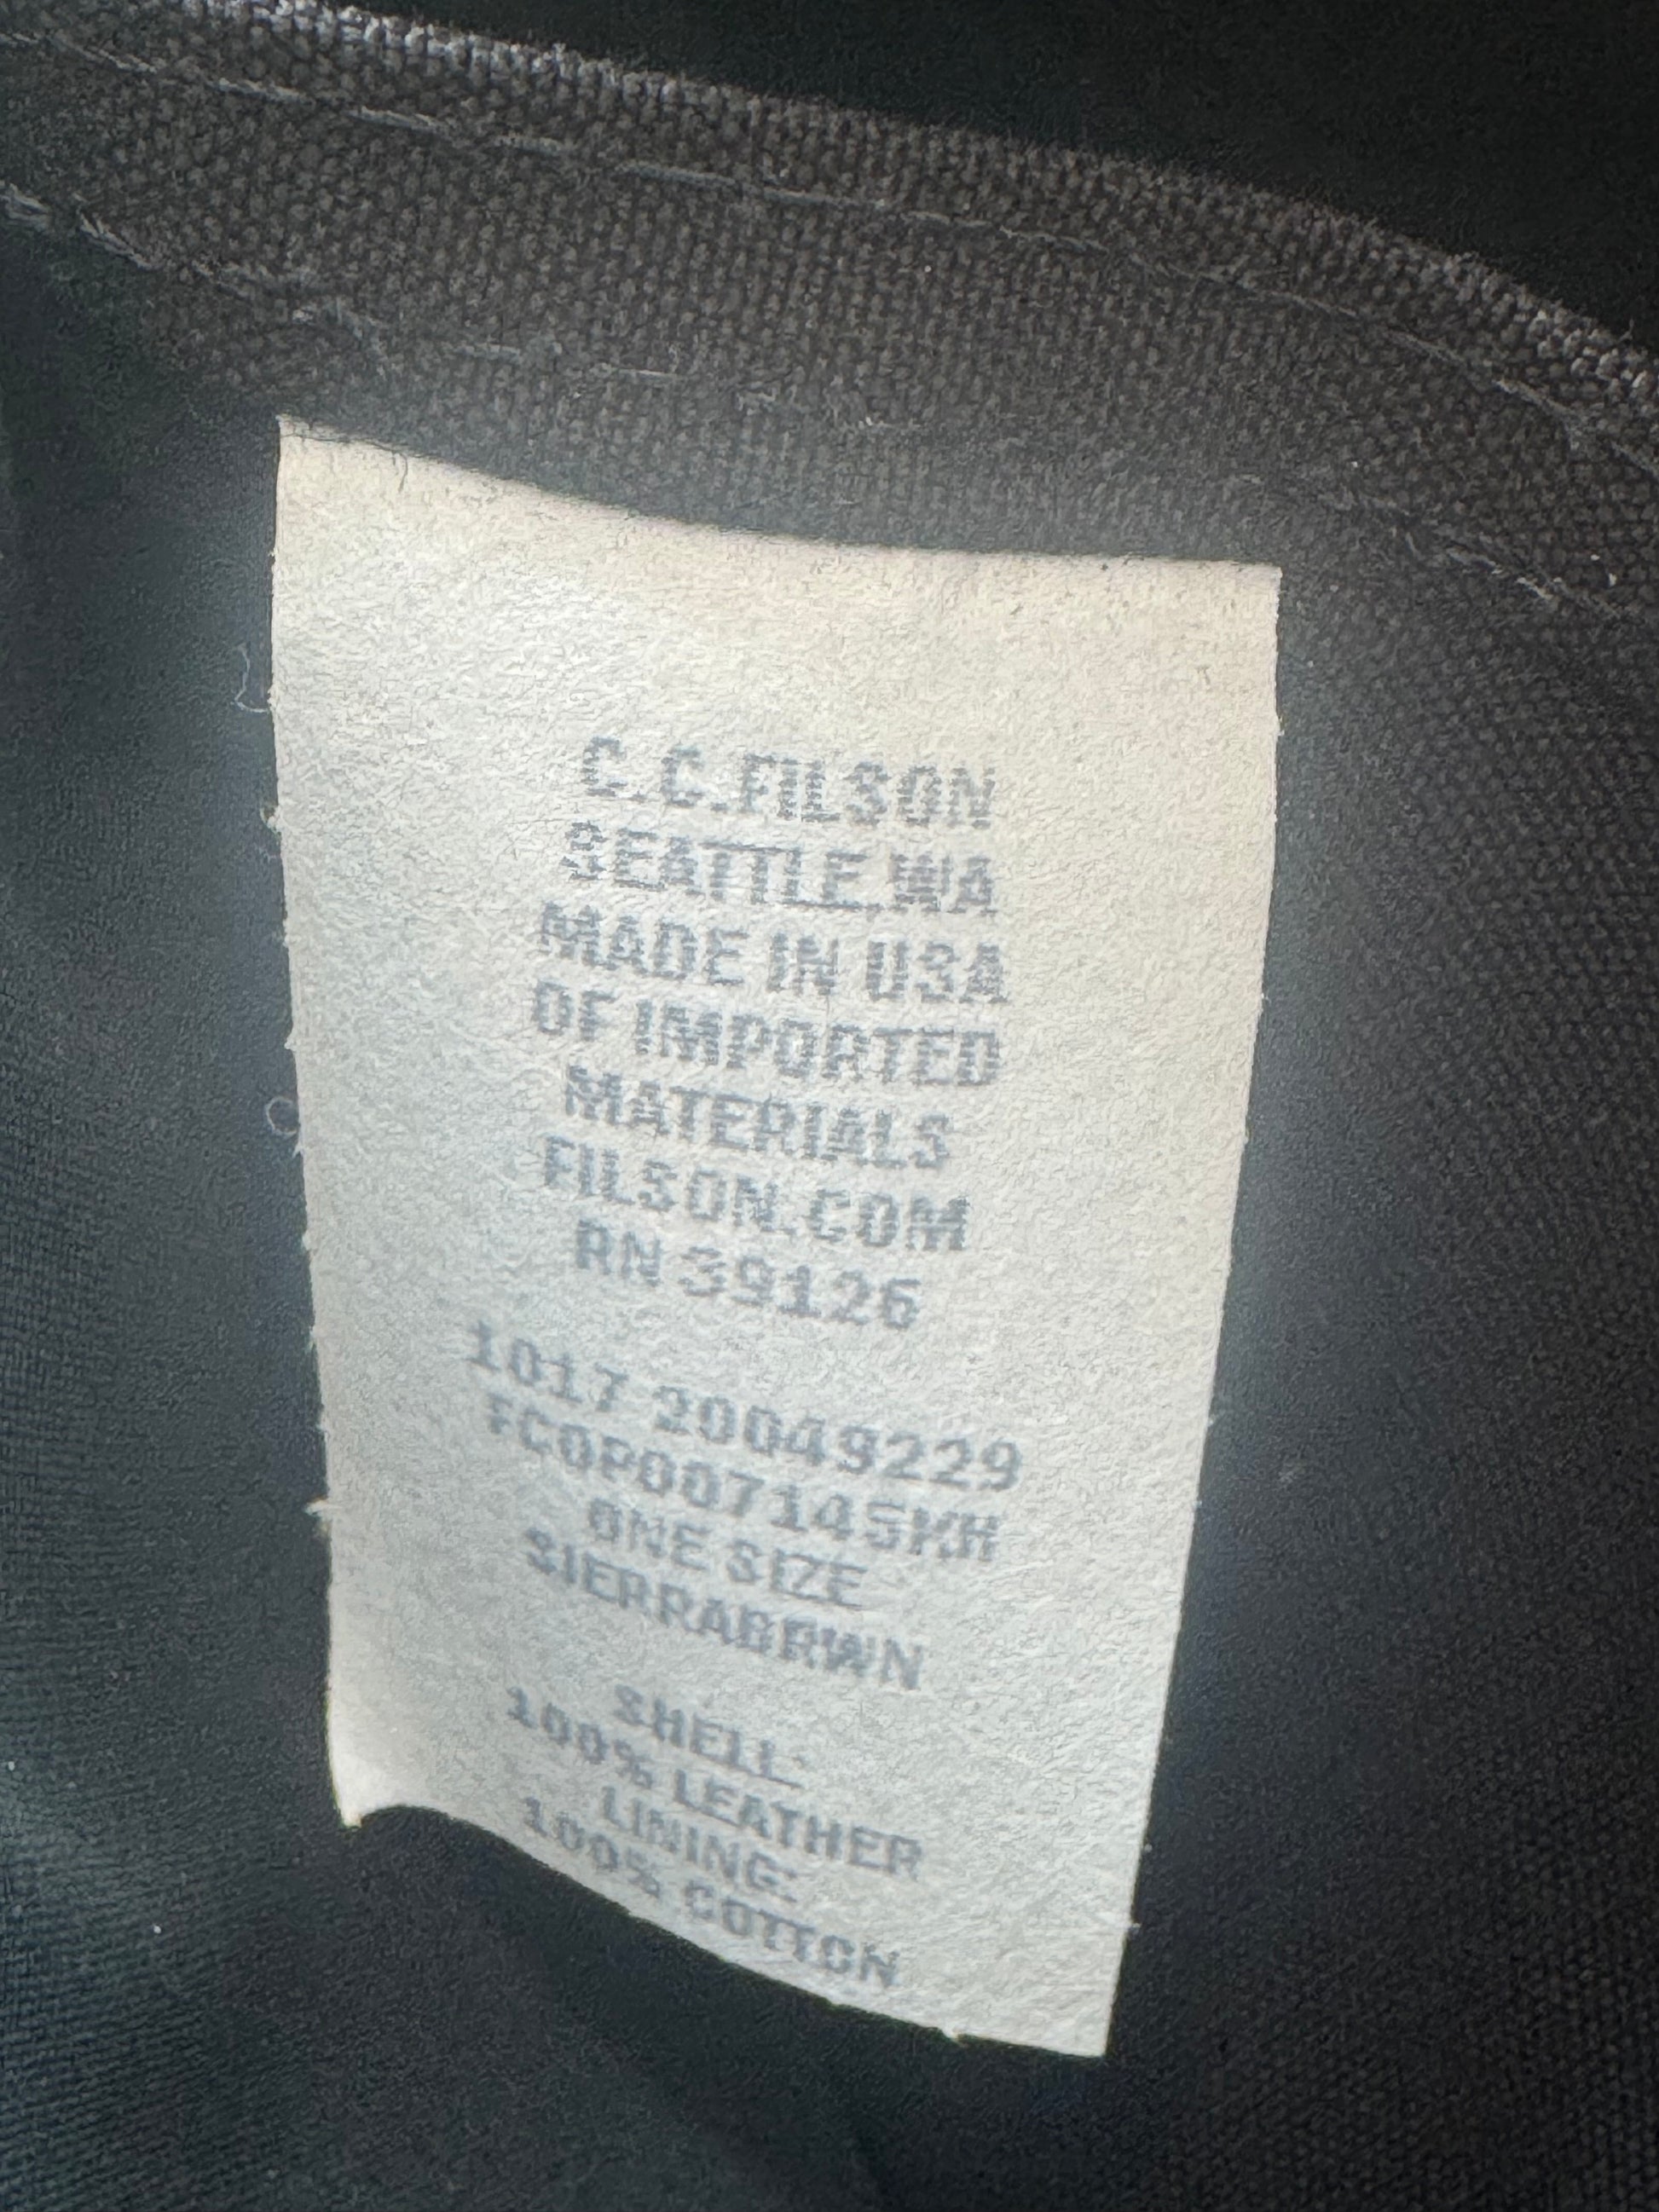 C.C.FILSON
SEATTLE,WA
MADE IN USA
OF IMPORTED
MATERIALS
FILSON.COM
RN 39126
1017 20049229
FCOP007145KH
ONE SIZE
SIERRABRWN
SHELL:
100% LEATHER
LINING:
100% COTTON